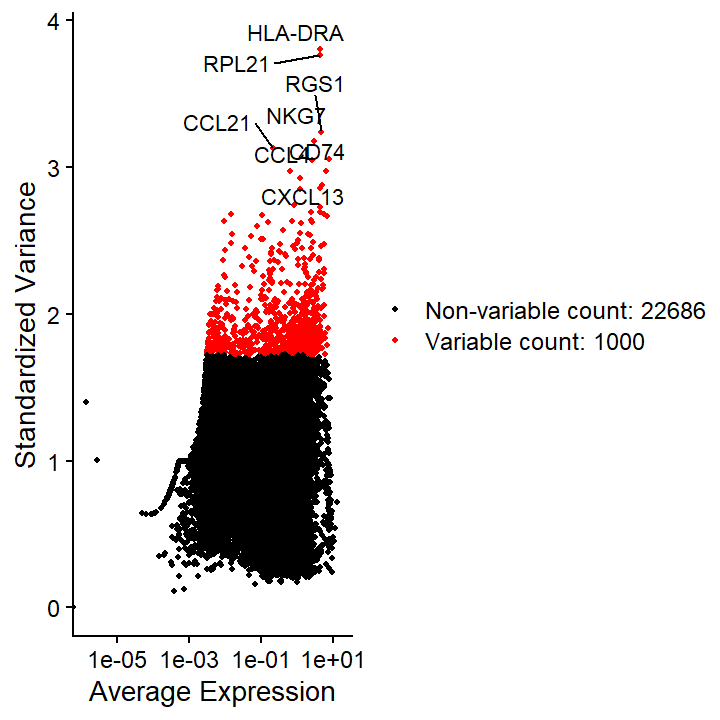 4
HLA-DRA
RPL21
RGS1
NKG7
CCL21
CCL4
CD74
3
CXCL13
Standardized Variance
2
Non-variable count: 22686
Variable count: 1000
1
0
1e-05 1e-03 1e-01 1e+01
Average Expression